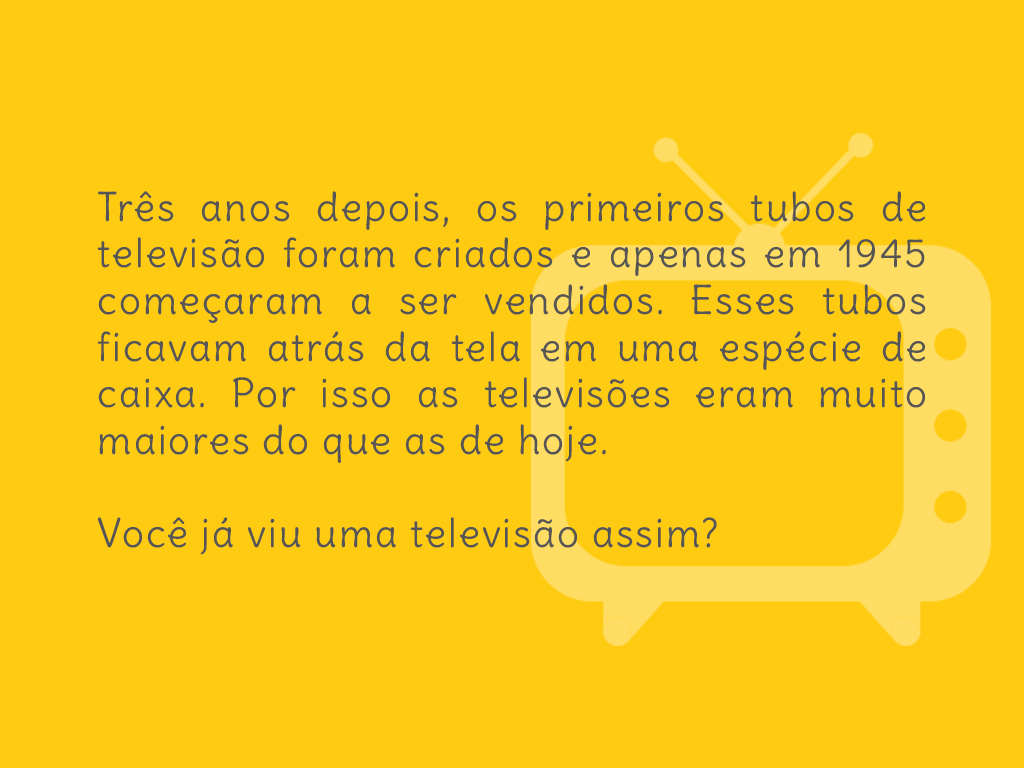 Três anos depois, os primeiros tubos de
televisão foram criados e apenas em 1945
começaram a ser vendidos. Esses tubos
ficavam atrás da tela em uma espécie de
caixa. Por isso as televisões eram muito
maiores do que as de hoje.
Você já viu uma televisão assim?